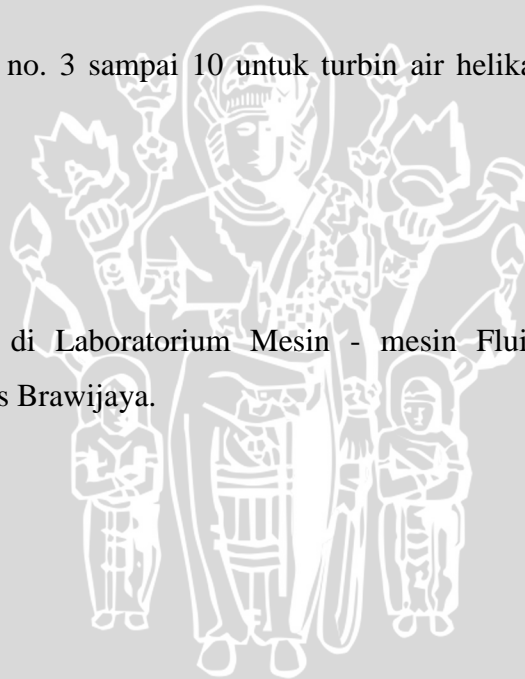 no. 3 sampai 10 untuk turbin air helika
di Laboratorium Mesin - mesin Flui
s Brawijaya.